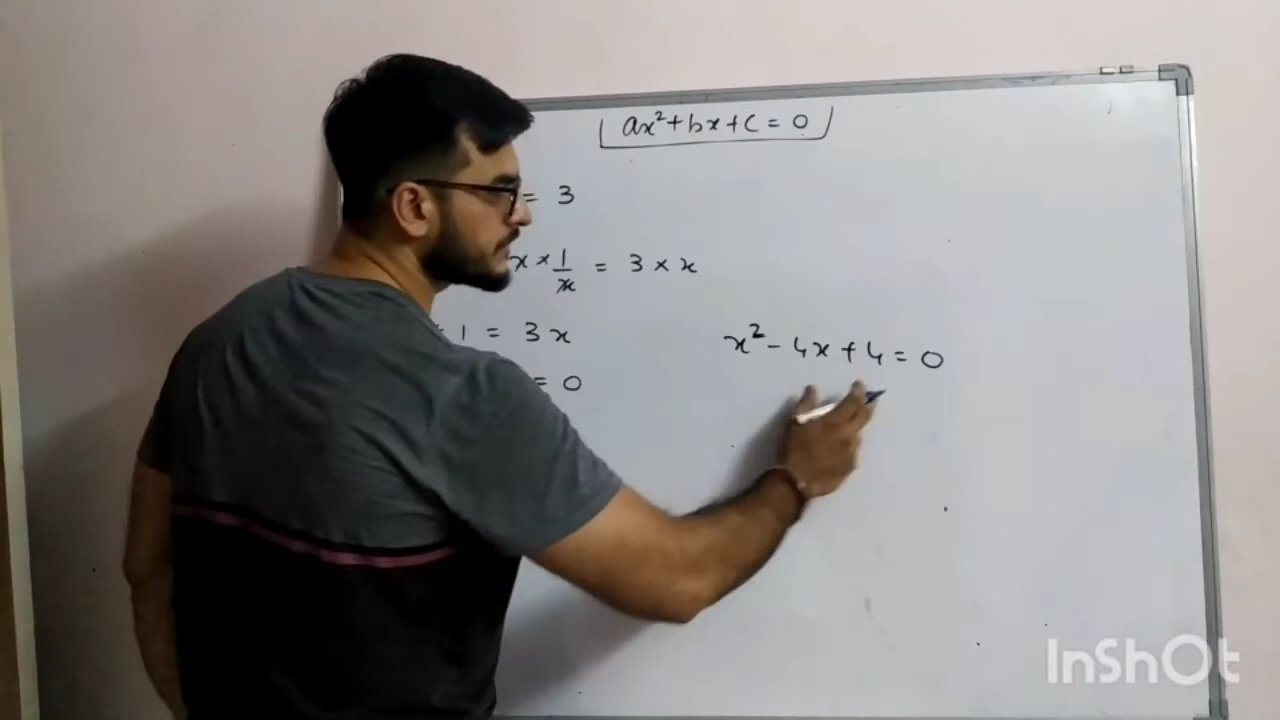 ax²+bx+c=0
= 3
x × 1/x = 3 × x
1 = 3x
= 0
x² - 4x + 4 = 0
InShOt